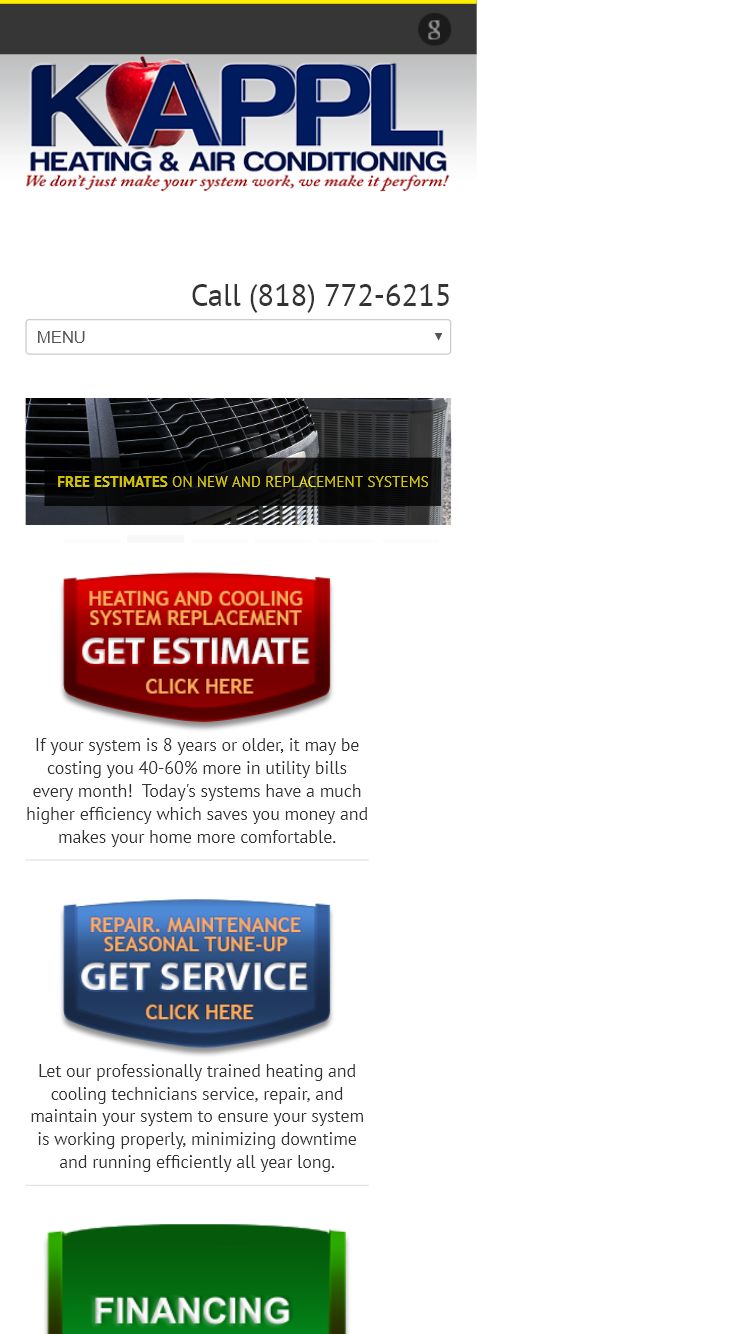 g
KAPPL
HEATING & AIR CONDITIONING
We don't just make your system work, we make it perform!
Call (818) 772-6215
MENU
FREE ESTIMATES ON NEW AND REPLACEMENT SYSTEMS
HEATING AND COOLING
SYSTEM REPLACEMENT
GET ESTIMATE
CLICK HERE
If your system is 8 years or older, it may be
costing you 40-60% more in utility bills
every month!  Today's systems have a much
higher efficiency which saves you money and
makes your home more comfortable.
REPAIR. MAINTENANCE
SEASONAL TUNE-UP
GET SERVICE
CLICK HERE
Let our professionally trained heating and
cooling technicians service, repair, and
maintain your system to ensure your system
is working properly, minimizing downtime
and running efficiently all year long.
FINANCING